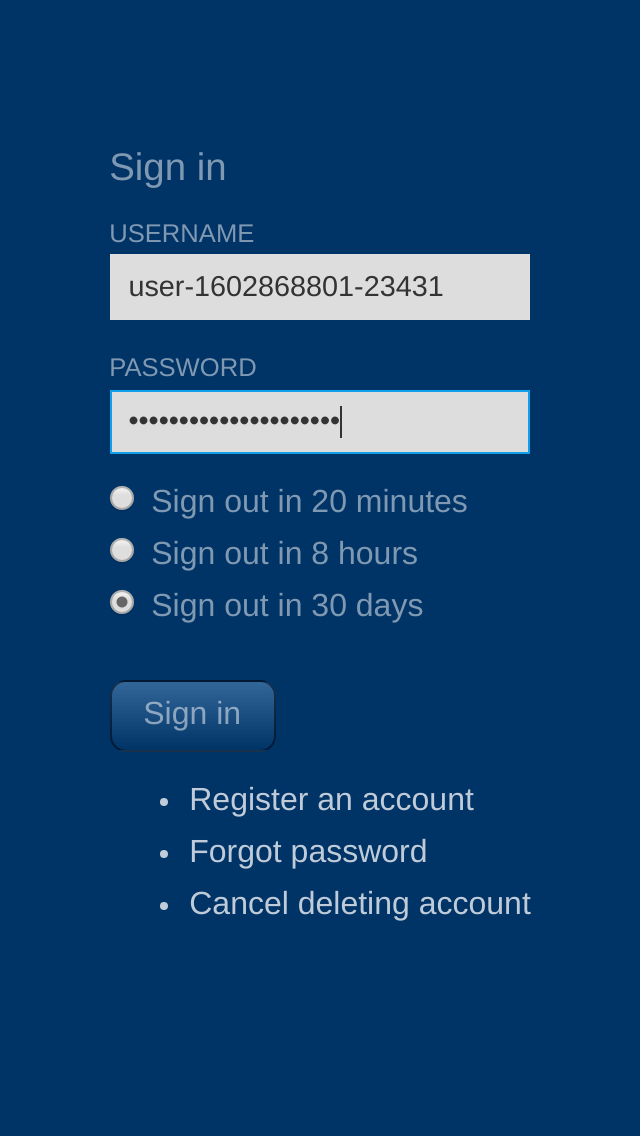 Sign in
USERNAME
user-1602868801-23431
PASSWORD
•••••••••••••••••••••
Sign out in 20 minutes
Sign out in 8 hours
Sign out in 30 days
Sign in
• Register an account
• Forgot password
• Cancel deleting account